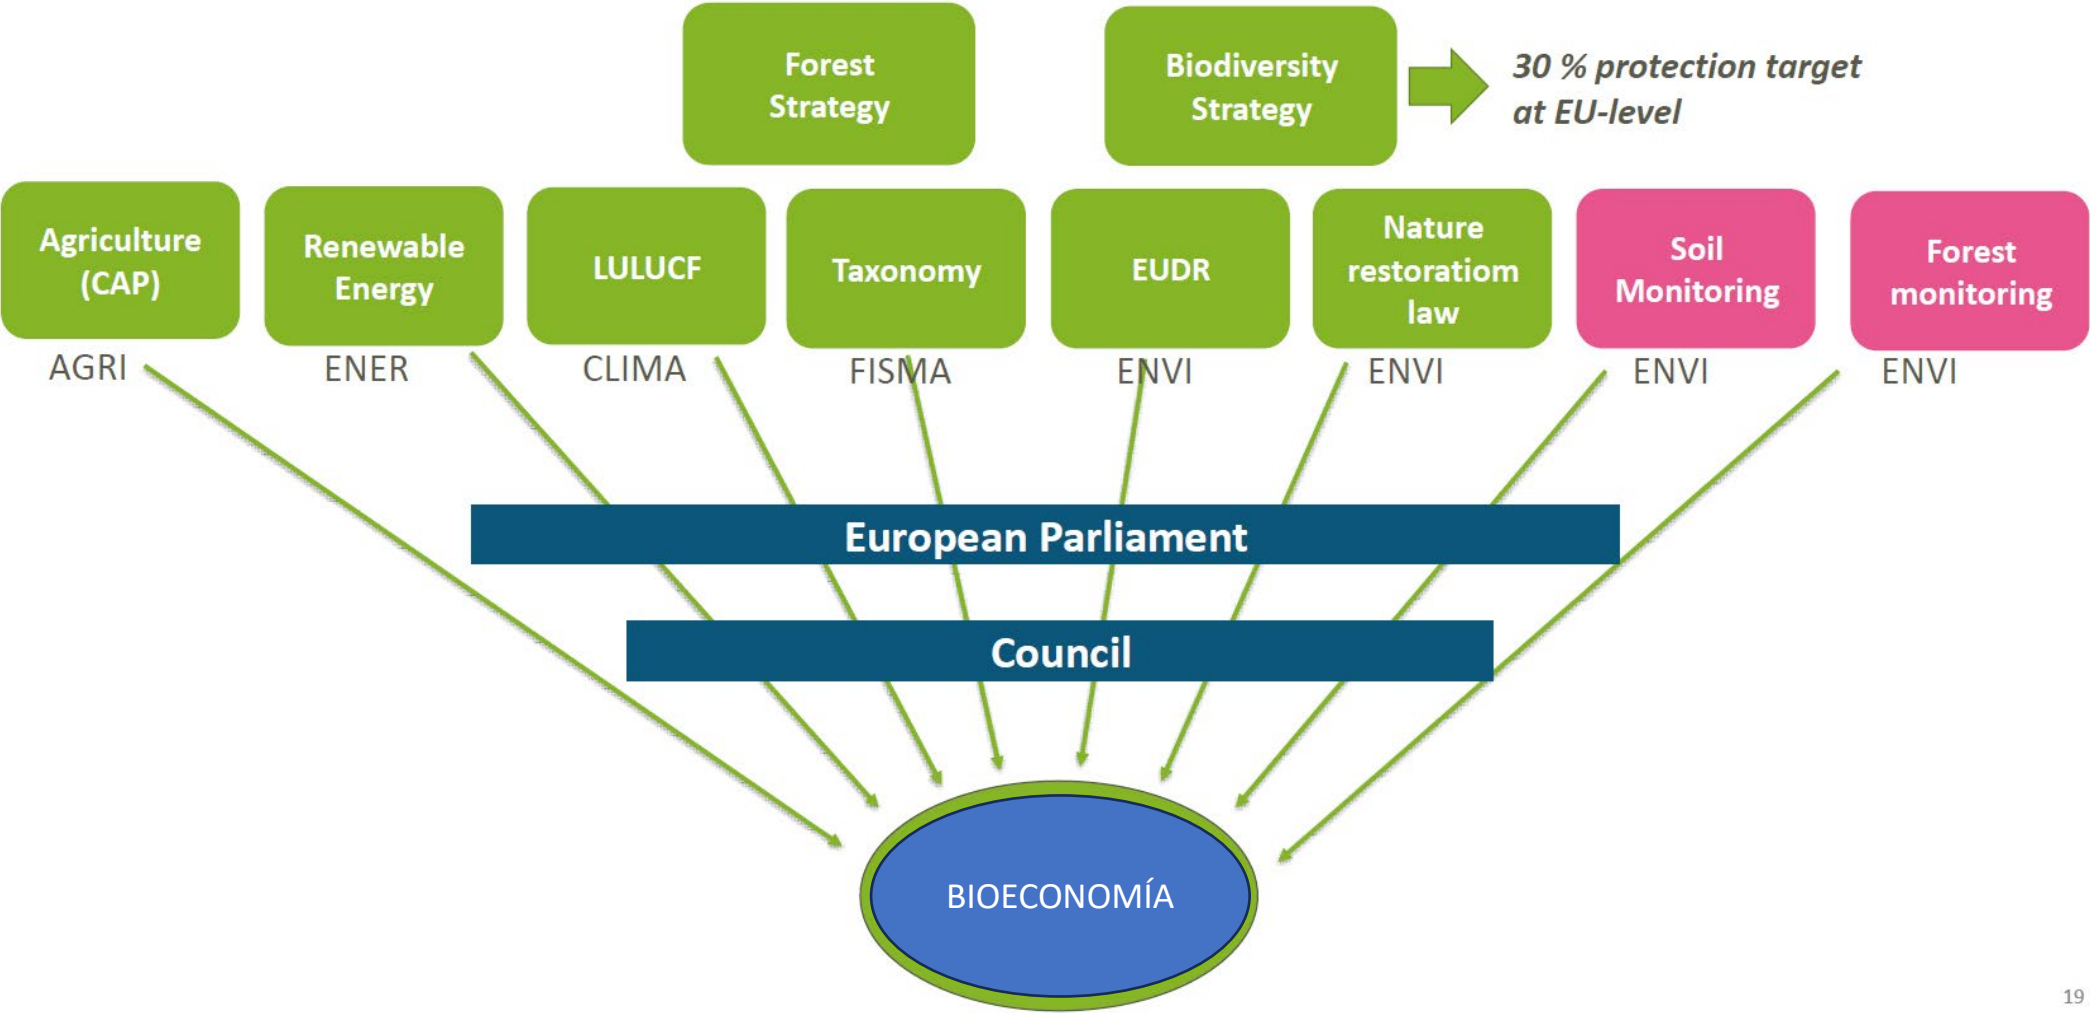 Forest
Strategy
Biodiversity
Strategy
30 % protection target
at EU-level
Agriculture
(CAP)
Renewable
Energy
LULUCF
Taxonomy
EUDR
Nature
restoratiom
law
Soil
Monitoring
Forest
monitoring
AGRI
ENER
CLIMA
FISMA
ENVI
ENVI
ENVI
ENVI
European Parliament
Council
BIOECONOMÍA
19